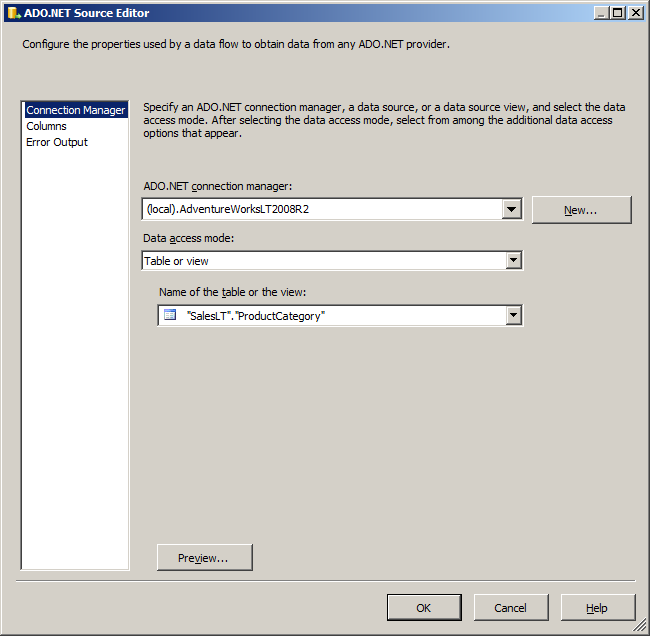 ADO.NET Source Editor
Configure the properties used by a data flow to obtain data from any ADO.NET provider.
Connection Manager
Columns
Error Output
Specify an ADO.NET connection manager, a data source, or a data source view, and select the data
access mode. After selecting the data access mode, select from among the additional data access
options that appear.
ADO.NET connection manager:
(local).AdventureWorksLT2008R2
New...
Data access mode:
Table or view
Name of the table or the view:
"SalesLT"."ProductCategory"
Preview...
OK
Cancel
Help